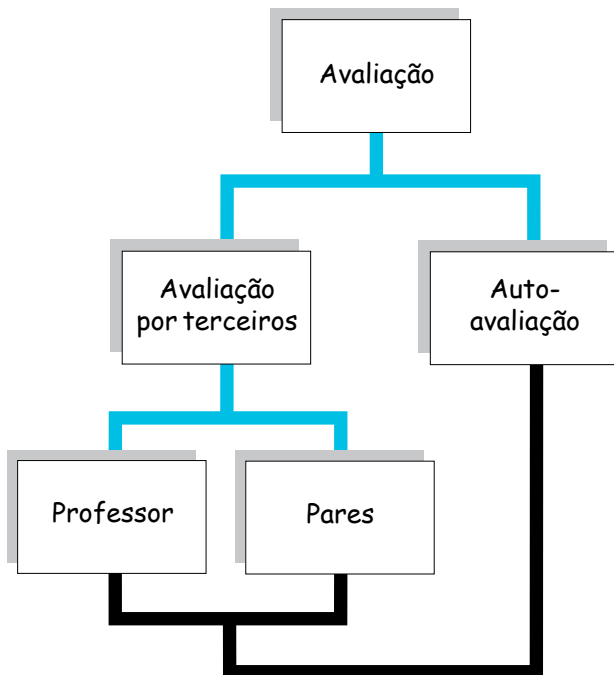 Avaliação
Avaliação
por terceiros
Auto-
avaliação
Professor
Pares